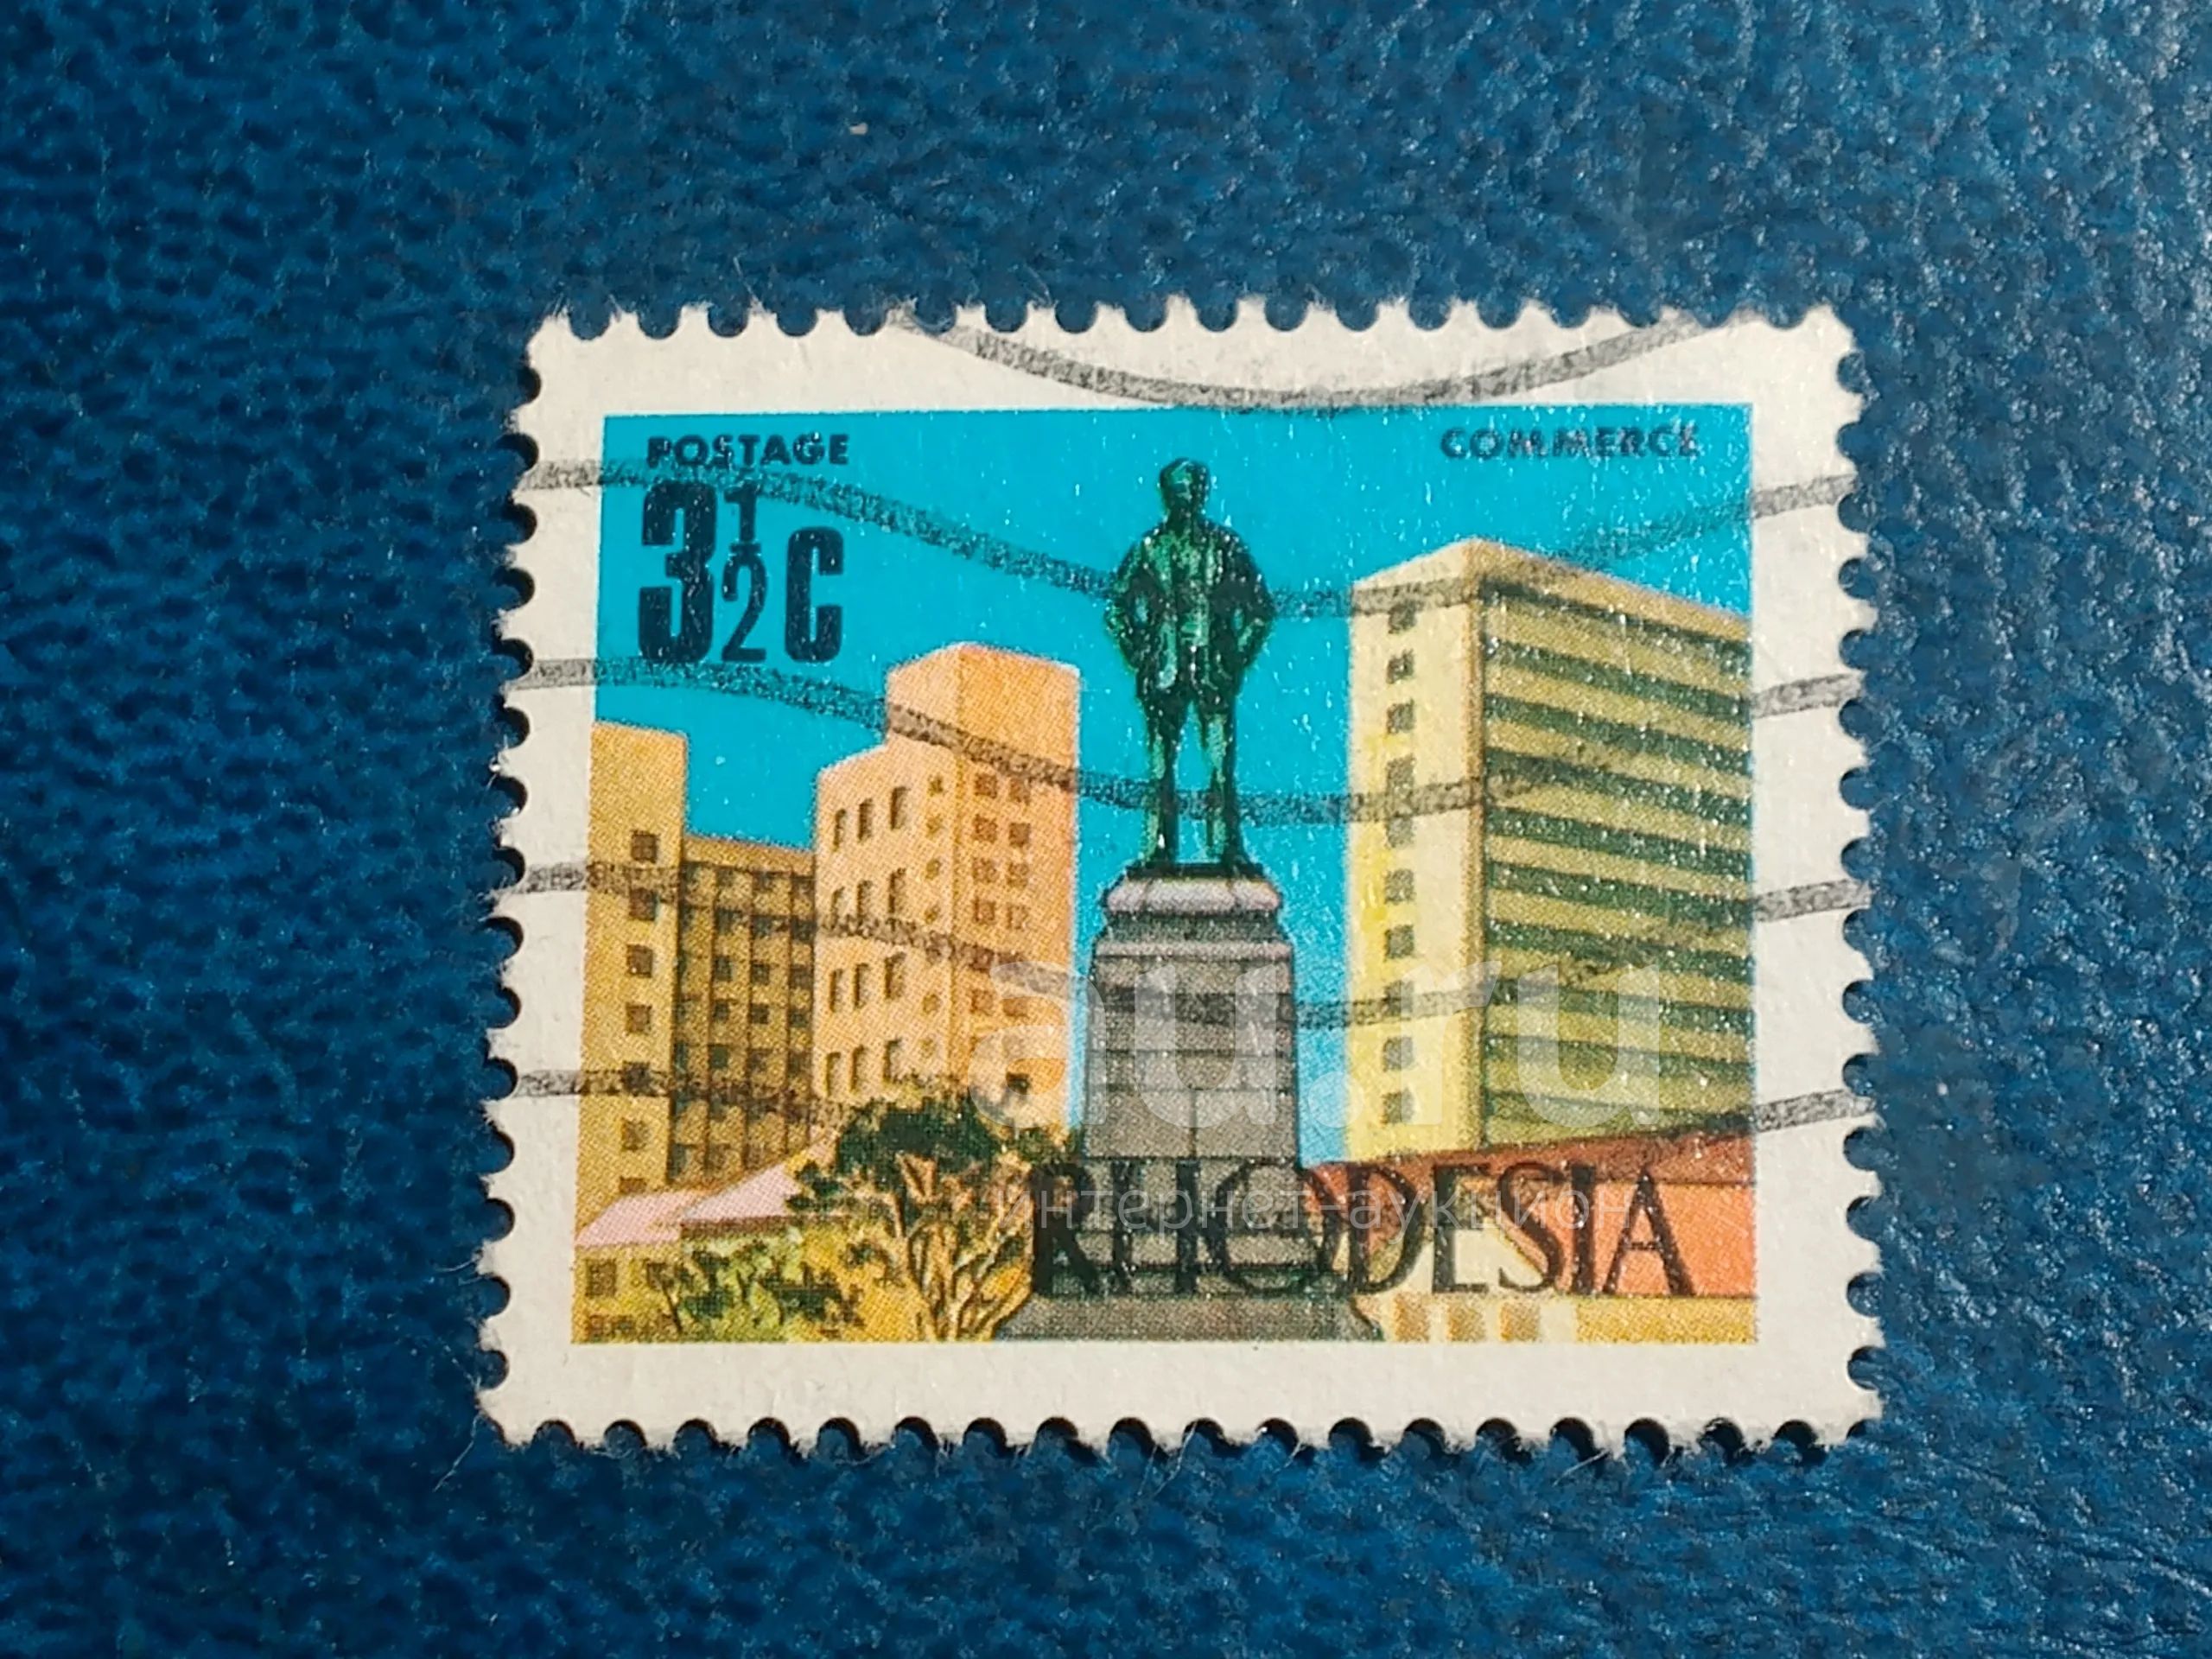 POSTAGE
COMMERCE
3½c
au.ru
интернет-аукцион
RHODESIA